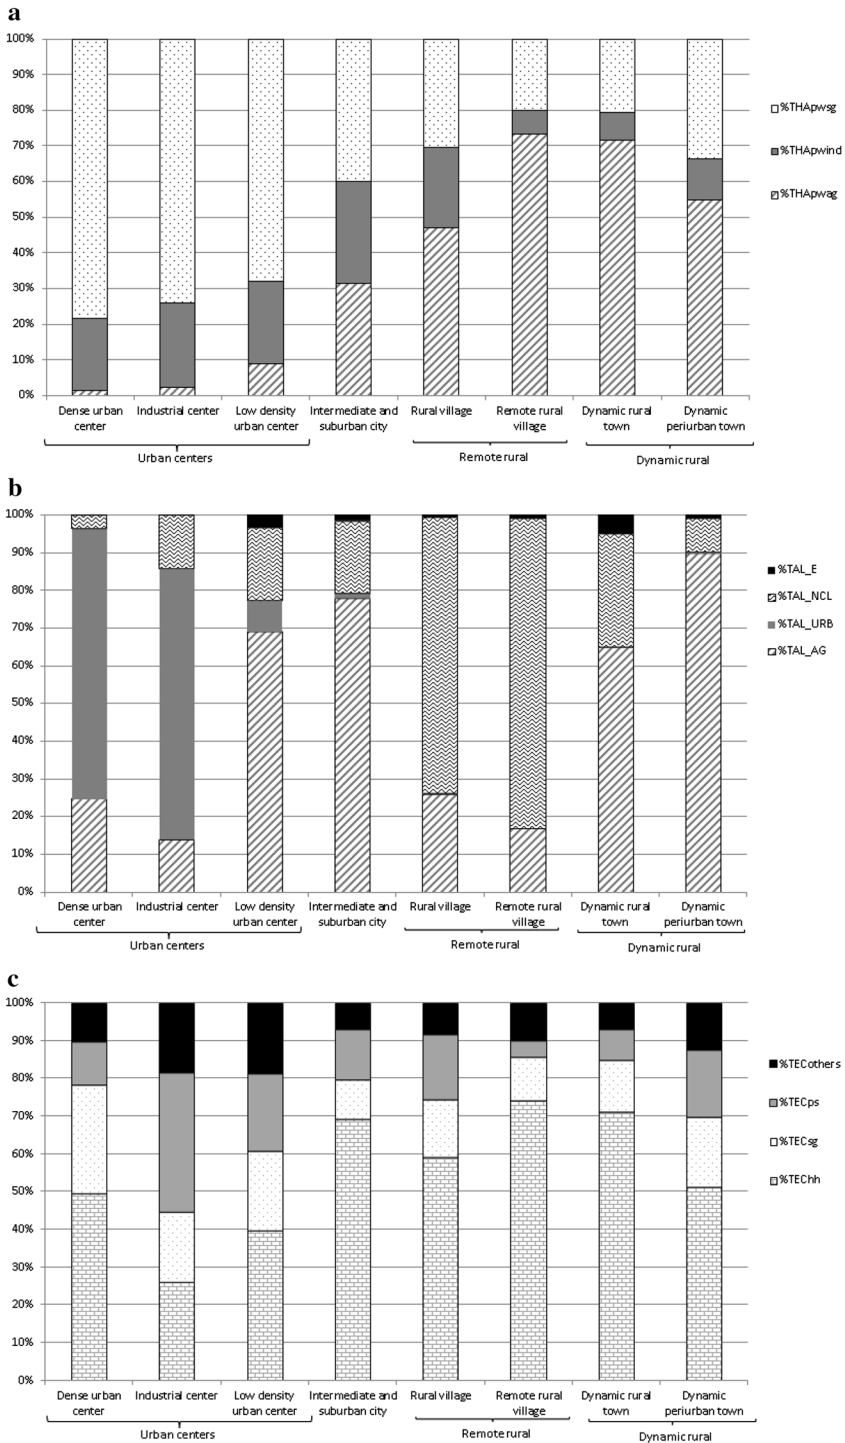 a
100%
90%
80%
70%
60%
50%
40%
30%
20%
10%
0%
%THApwsg
%THApwind
%THApwag
Dense urban center
Industrial center
Low density urban center
Intermediate and suburban city
Rural village
Remote rural village
Dynamic rural town
Dynamic periurban town
Urban centers
Remote rural
Dynamic rural
b
100%
90%
80%
70%
60%
50%
40%
30%
20%
10%
0%
%TAL_E
%TAL_NCL
%TAL_URB
%TAL_AG
Dense urban center
Industrial center
Low density urban center
Intermediate and suburban city
Rural village
Remote rural village
Dynamic rural town
Dynamic periurban town
Urban centers
Remote rural
Dynamic rural
c
100%
90%
80%
70%
60%
50%
40%
30%
20%
10%
0%
%TECothers
%TECps
%TECsg
%TEChh
Dense urban center
Industrial center
Low density urban center
Intermediate and suburban city
Rural village
Remote rural village
Dynamic rural town
Dynamic periurban town
Urban centers
Remote rural
Dynamic rural